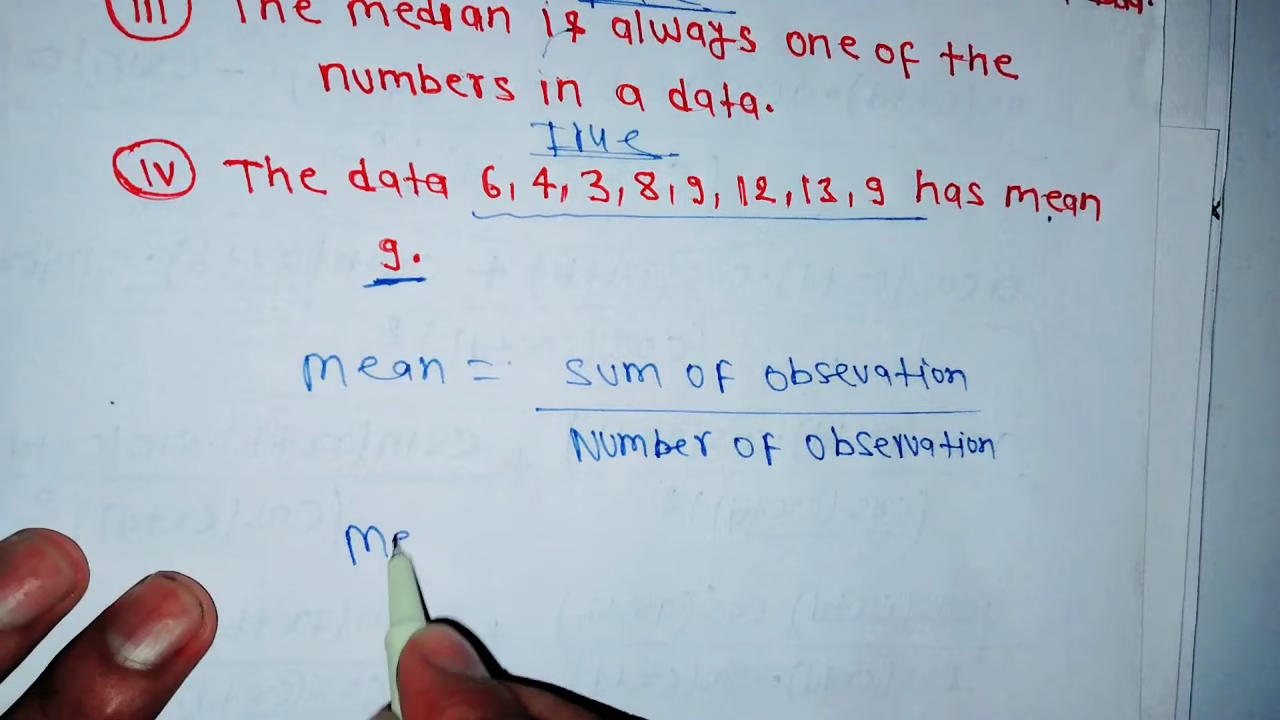 (iii) The median is always one of the
numbers in a data.
True
(iv) The data 6, 4, 3, 8, 9, 12, 13, 9 has mean
9.
mean = sum of obsevation
Number of observation
Me